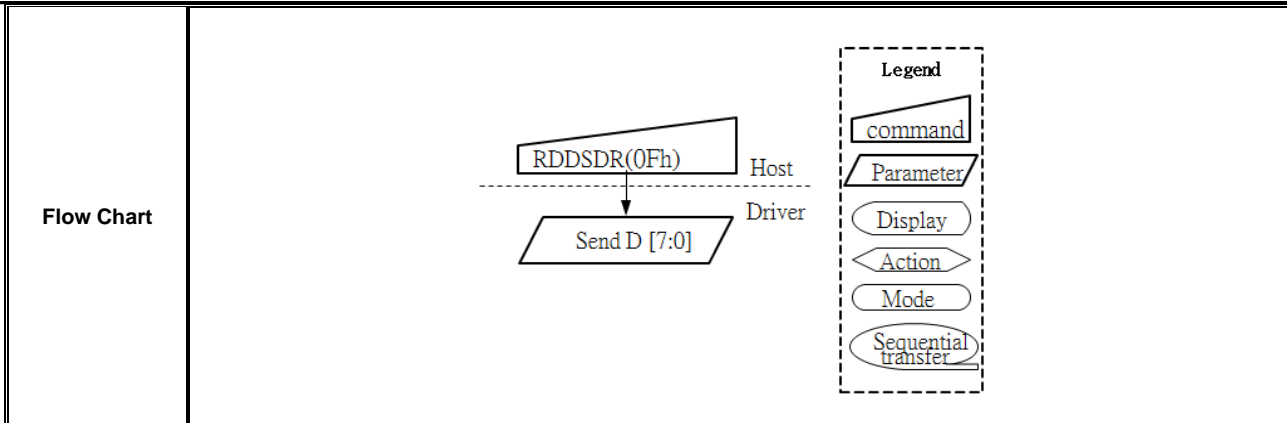 Flow Chart
RDDSDR(0Fh)
Host
Driver
Send D [7:0]
Legend
command
Parameter
Display
Action
Mode
Sequential
transfer